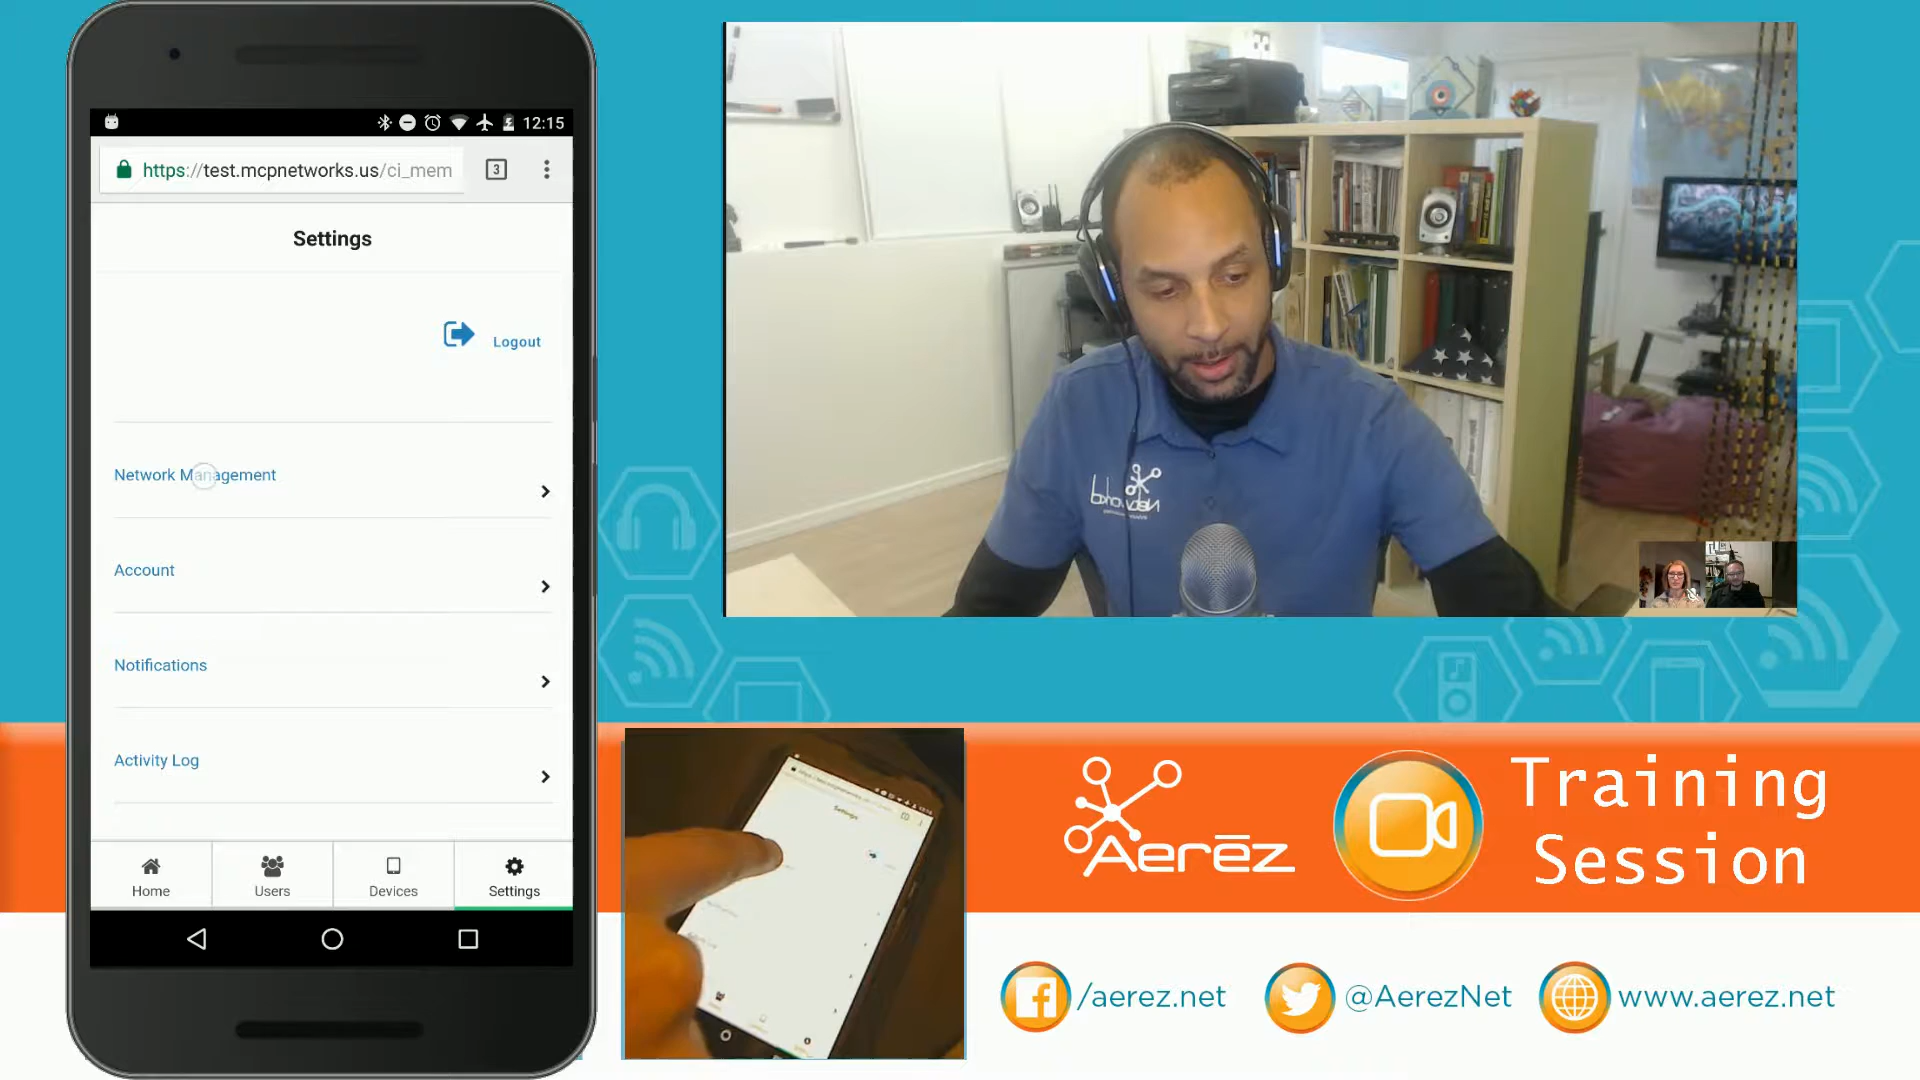 12:15
https://test.mcpnetworks.us/ci_mem
3
Settings
Logout
Network Management
Account
Notifications
Activity Log
Home
Users
Devices
Settings
Aerēz
Training
Session
/aerez.net
@AerezNet
www.aerez.net